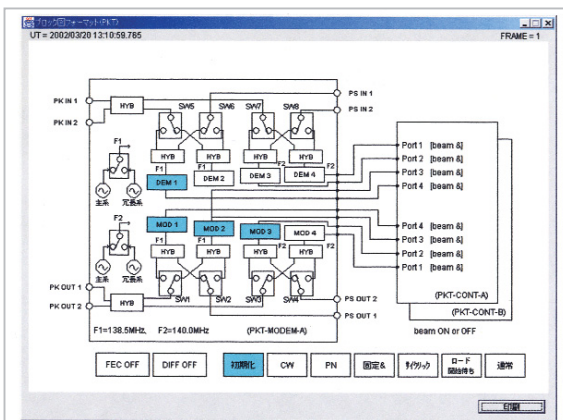 ブロック図フォーマット(PKT)
UT = 2002/03/20 13:10:59.765
FRAME = 1
PK IN 1
PK IN 2
HYB
SW5
SW6
SW7
SW8
PS IN 1
PS IN 2
HYB
HYB
HYB
HYB
F1
F1
F2
F2
DEM 1
DEM 2
DEM 3
DEM 4
F1
主系
冗長系
Port 1 [beam &]
Port 2 [beam &]
Port 3 [beam &]
Port 4 [beam &]
MOD 1
MOD 2
MOD 3
MOD 4
F1
F1
F2
F2
HYB
HYB
HYB
HYB
F2
主系
冗長系
Port 4 [beam &]
Port 3 [beam &]
Port 2 [beam &]
Port 1 [beam &]
PK OUT 1
PK OUT 2
HYB
SW1
SW2
SW3
SW4
PS OUT 2
PS OUT 1
(PKT-CONT-A)
(PKT-CONT-B)
F1=138.5MHz, F2=140.0MHz
(PKT-MODEM-A)
beam ON or OFF
FEC OFF
DIFF OFF
初期化
CW
PN
固定&
サイクリック
ロード
開始待ち
通常
印刷